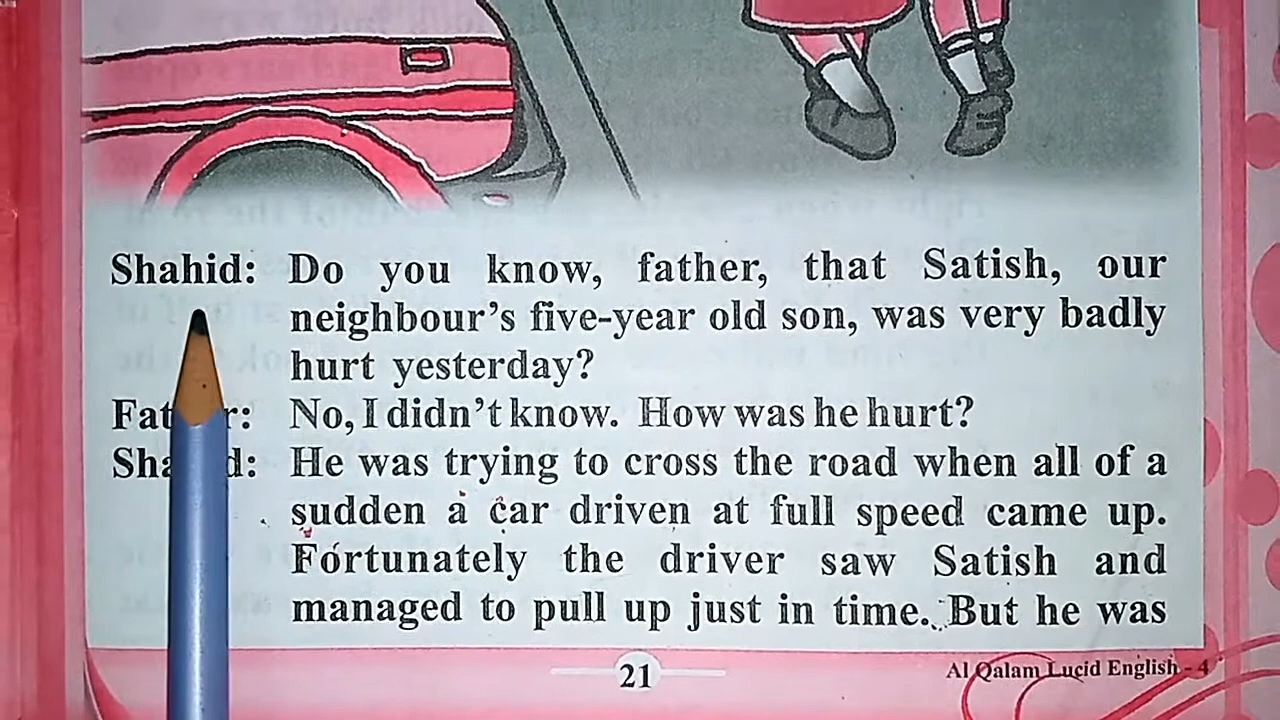 Shahid: Do you know, father, that Satish, our
neighbour's five-year old son, was very badly
hurt yesterday?
Fat r: No, I didn't know. How was he hurt?
Sha d: He was trying to cross the road when all of a
sudden a car driven at full speed came up.
Fortunately the driver saw Satish and
managed to pull up just in time. But he was
21
Al Qalam Lucid English - 4